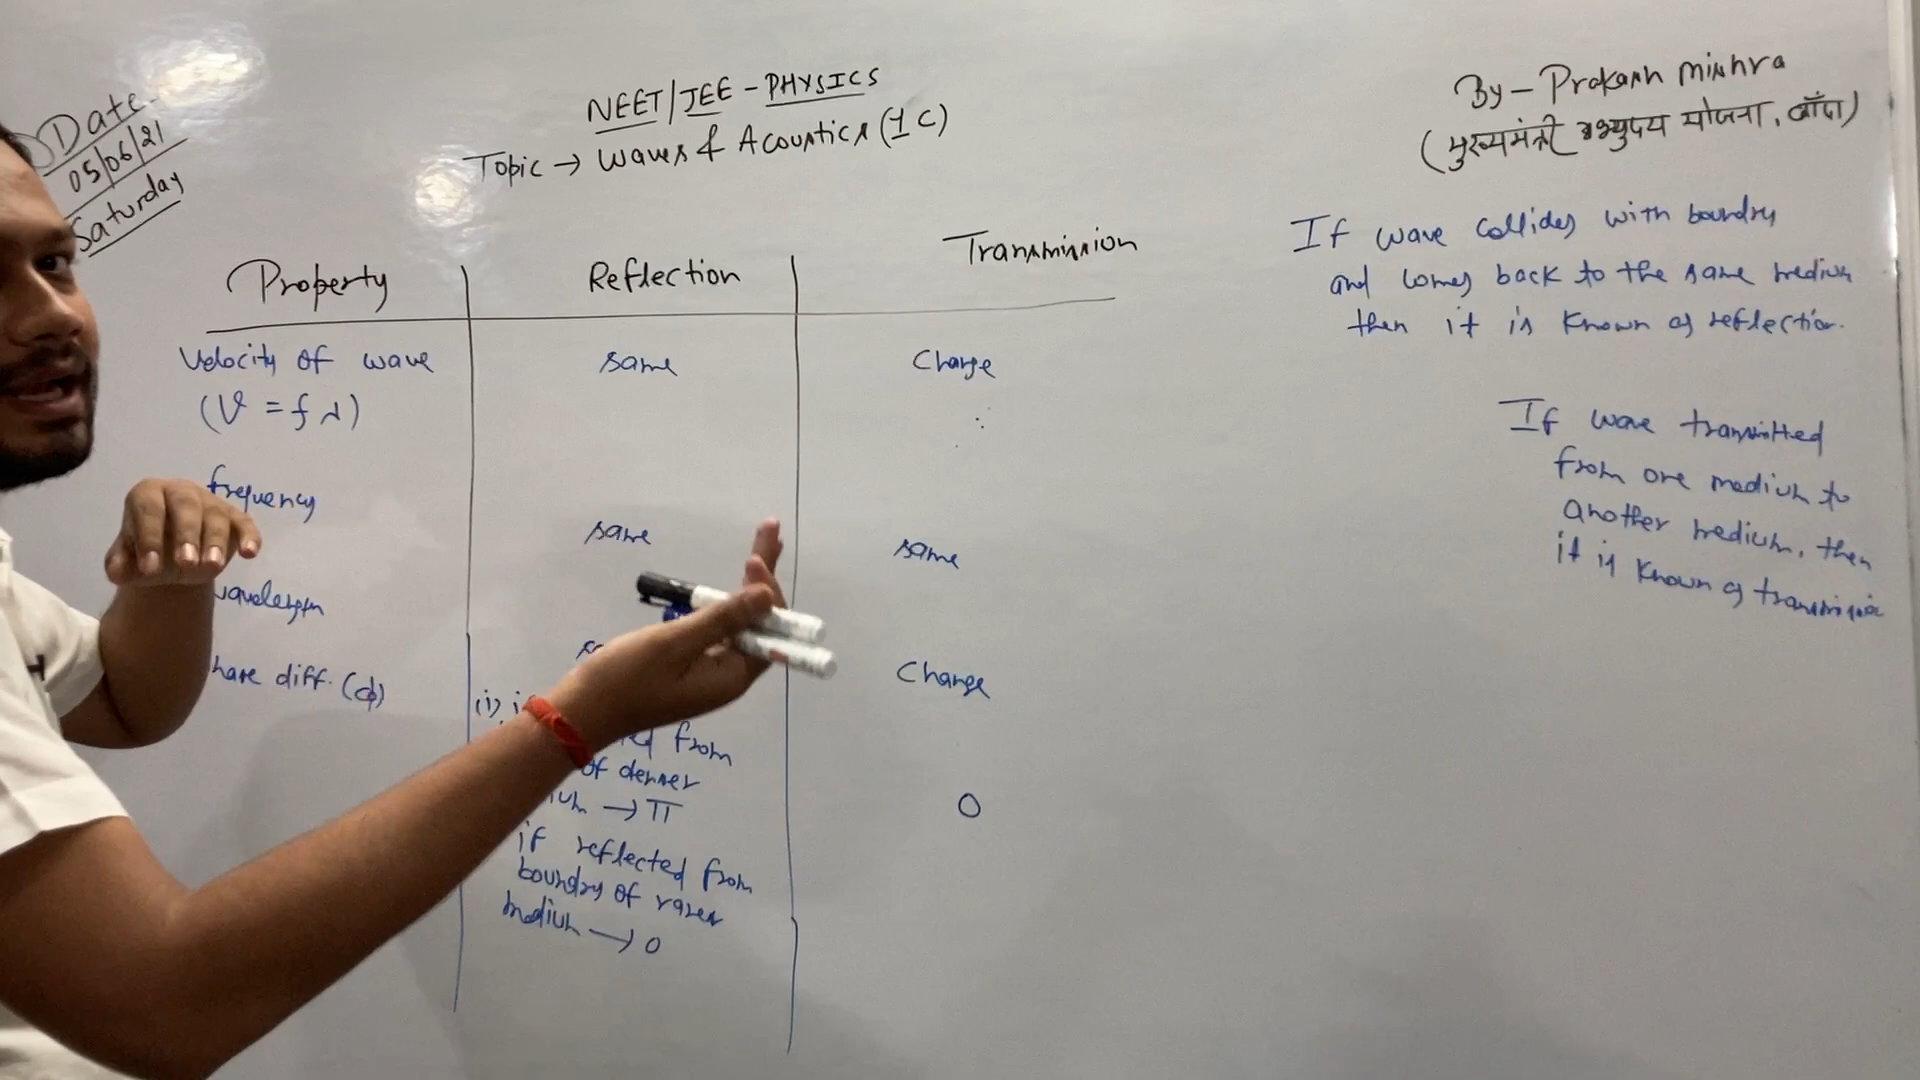 Date
05/06/21
Saturday
NEET/JEE - PHYSICS
Topic → Waves & Acoustics (1C)
By - Prakash Mishra
(मुख्यमंत्री अभ्युदय योजना, बाँदा)
Property Reflection Transmission
Velocity of wave same Change
(v = fλ)
frequency same same
wavelength Change
hase diff. (ϕ) 0
(i) i
ed from
of denser
ium → π
if reflected from
boundry of rarer
medium → 0
If wave collides with boundry
and comes back to the same medium
then it is known as reflection.
If wave transmitted
from one medium to
another medium, then
it is known as transmission